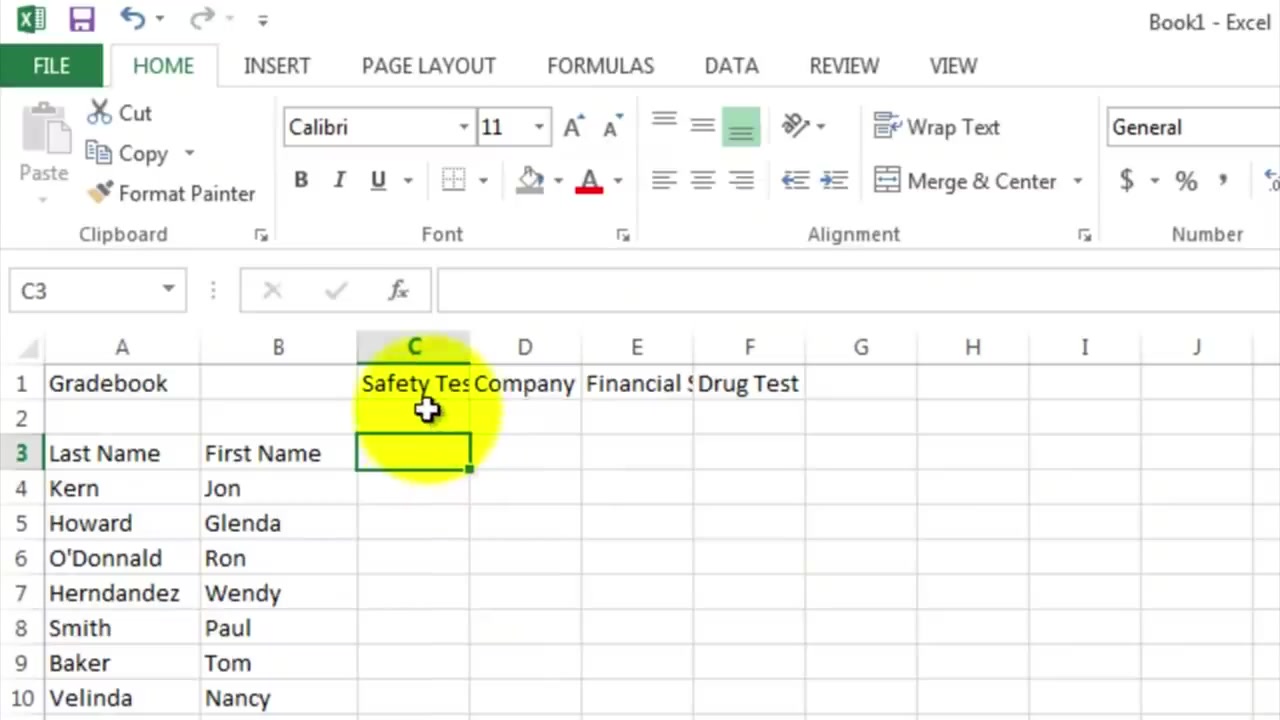 Book1 - Excel
FILE HOME INSERT PAGE LAYOUT FORMULAS DATA REVIEW VIEW
Paste
Cut
Copy
Format Painter
Clipboard
Calibri 11
B I U A
Font
Wrap Text
Merge & Center
Alignment
General
$ % ,
Number
C3 fx
A B C D E F G H I J
1 Gradebook Safety Tes Company Financial S Drug Test
2
3 Last Name First Name
4 Kern Jon
5 Howard Glenda
6 O'Donnald Ron
7 Herndandez Wendy
8 Smith Paul
9 Baker Tom
10 Velinda Nancy